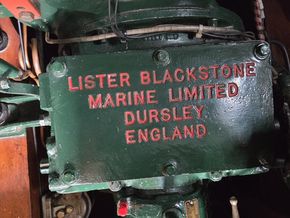 LISTER BLACKSTONE
MARINE LIMITED
DURSLEY
ENGLAND